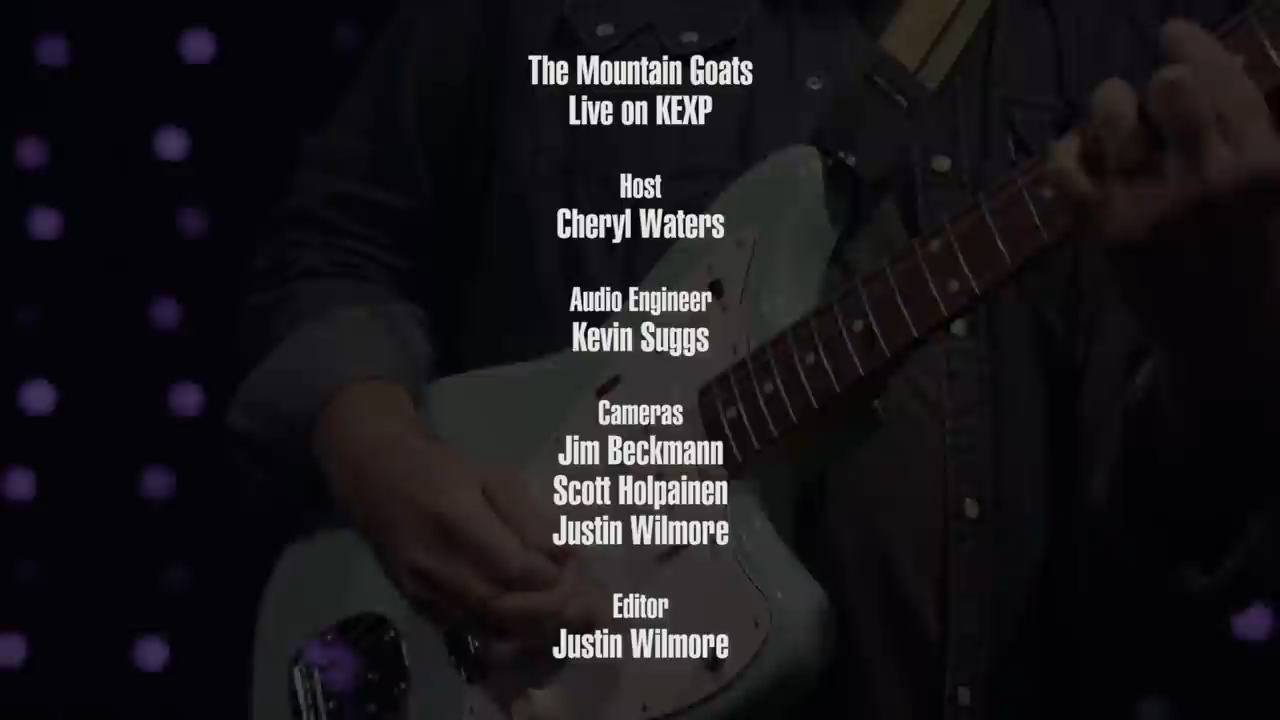 The Mountain Goats
Live on KEXP
Host
Cheryl Waters
Audio Engineer
Kevin Suggs
Cameras
Jim Beckmann
Scott Holpainen
Justin Wilmore
Editor
Justin Wilmore